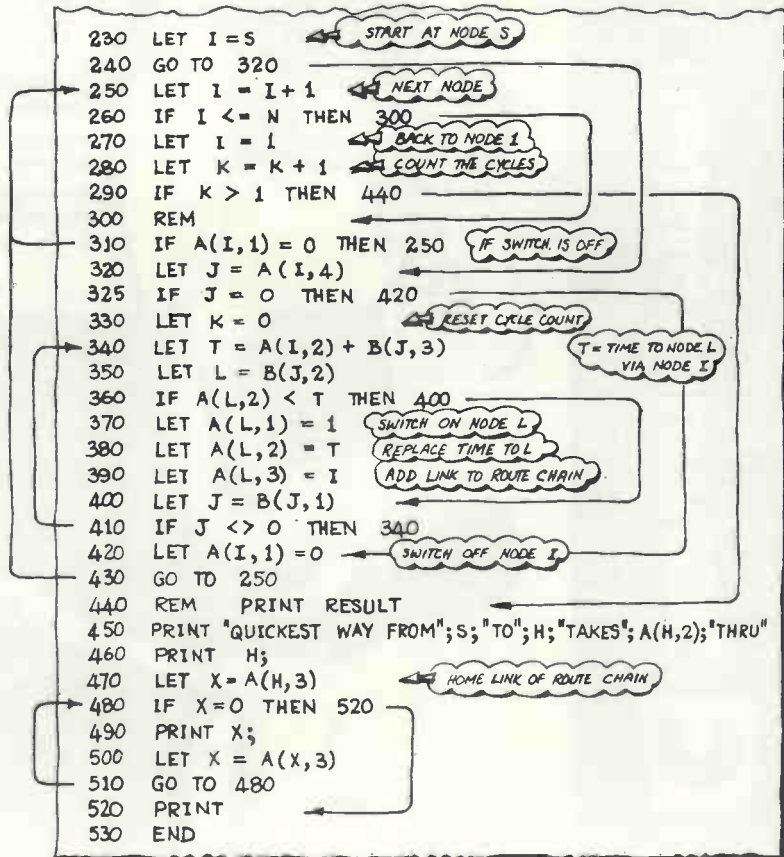 230 LET I = S START AT NODE S
240 GO TO 320
250 LET I = I + 1 NEXT NODE
260 IF I <= N THEN 300
270 LET I = 1 BACK TO NODE 1
280 LET K = K + 1 COUNT THE CYCLES
290 IF K > 1 THEN 440
300 REM
310 IF A(I,1) = 0 THEN 250 IF SWITCH IS OFF
320 LET J = A(I,4)
325 IF J = 0 THEN 420
330 LET K = 0 RESET CYCLE COUNT
340 LET T = A(I,2) + B(J,3) T = TIME TO NODE L
350 LET L = B(J,2) VIA NODE I
360 IF A(L,2) < T THEN 400
370 LET A(L,1) = 1 SWITCH ON NODE L
380 LET A(L,2) = T REPLACE TIME TO L
390 LET A(L,3) = I ADD LINK TO ROUTE CHAIN
400 LET J = B(J,1)
410 IF J <> 0 THEN 340
420 LET A(I,1) = 0 SWITCH OFF NODE I
430 GO TO 250
440 REM PRINT RESULT
450 PRINT "QUICKEST WAY FROM"; S; "TO"; H; "TAKES"; A(H,2); "THRU"
460 PRINT H;
470 LET X = A(H,3) HOME LINK OF ROUTE CHAIN
480 IF X = 0 THEN 520
490 PRINT X;
500 LET X = A(X,3)
510 GO TO 480
520 PRINT
530 END